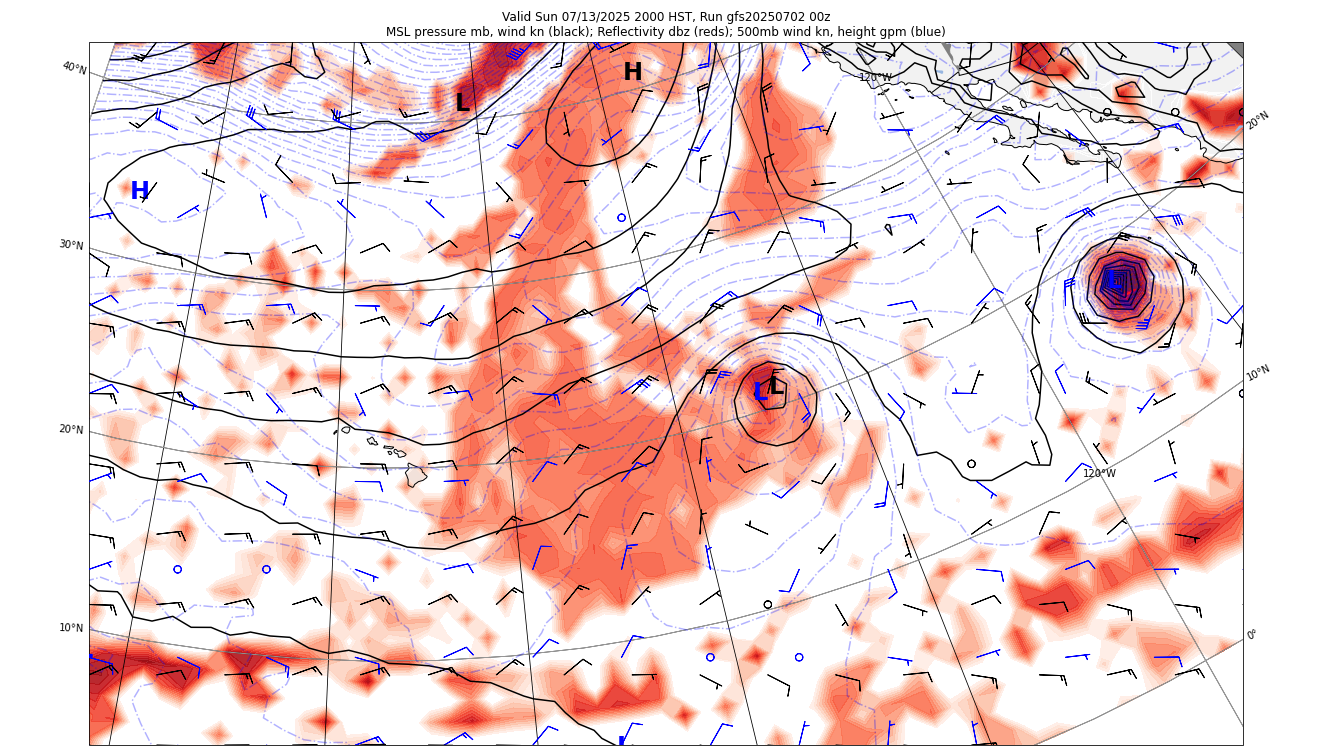 Valid Sun 07/13/2025 2000 HST, Run gfs20250702 00z
MSL pressure mb, wind kn (black); Reflectivity dbz (reds); 500mb wind kn, height gpm (blue)
40°N
H
120°W
L
20°N
H
30°N
L
10°N
L L
20°N
120°W
10°N
0°
L